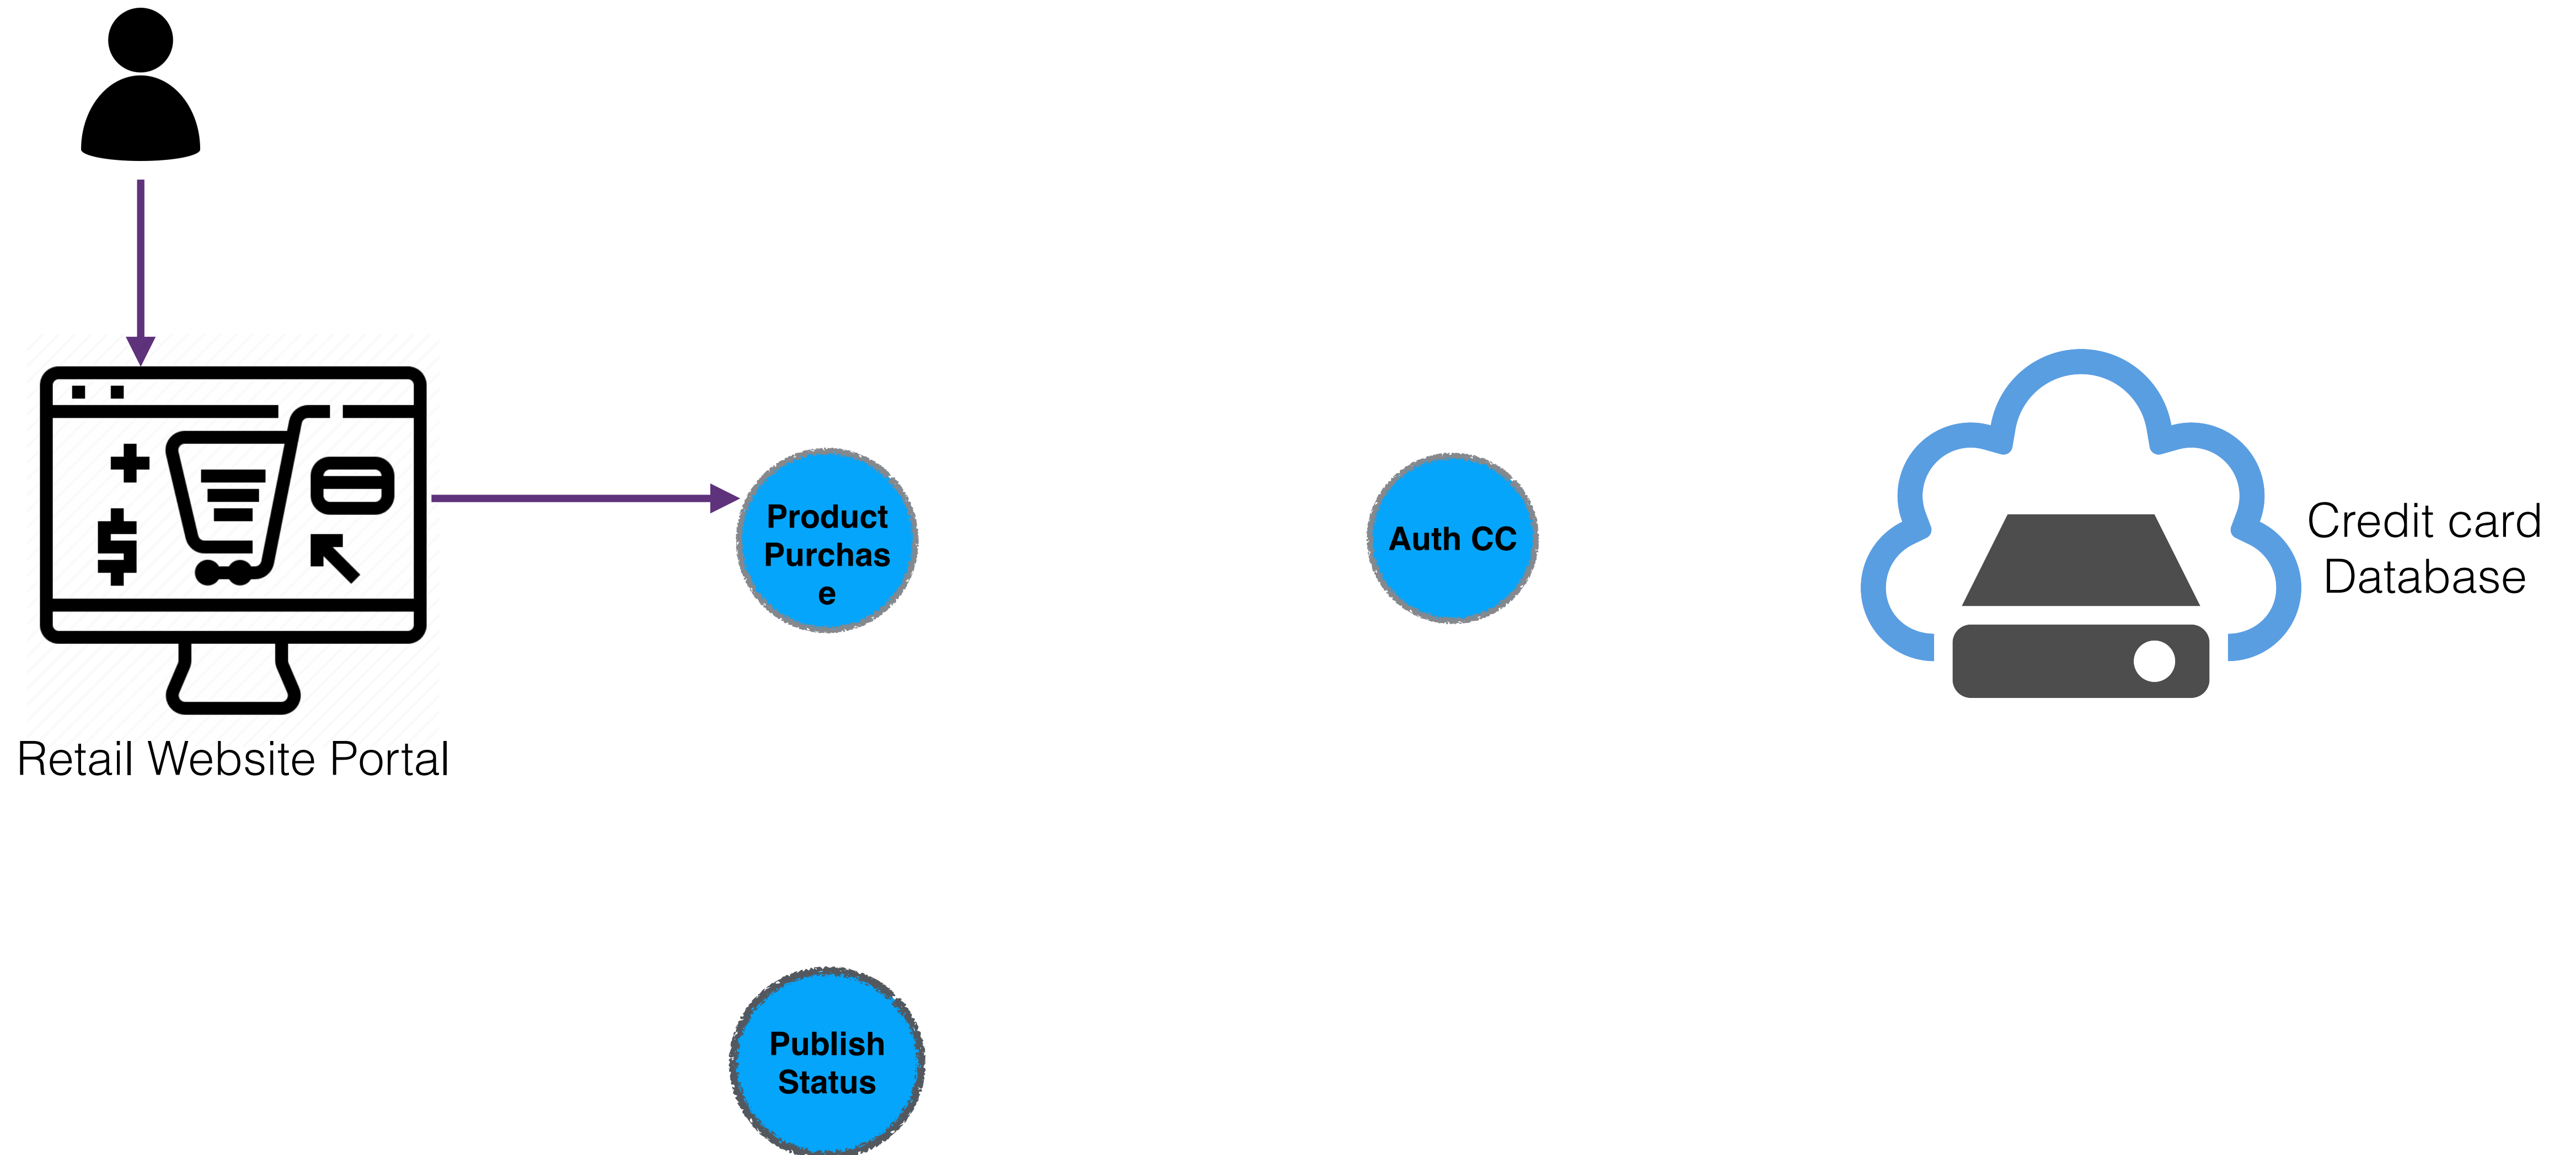 Product
Purchas
e
Auth CC
Credit card
Database
Retail Website Portal
Publish
Status